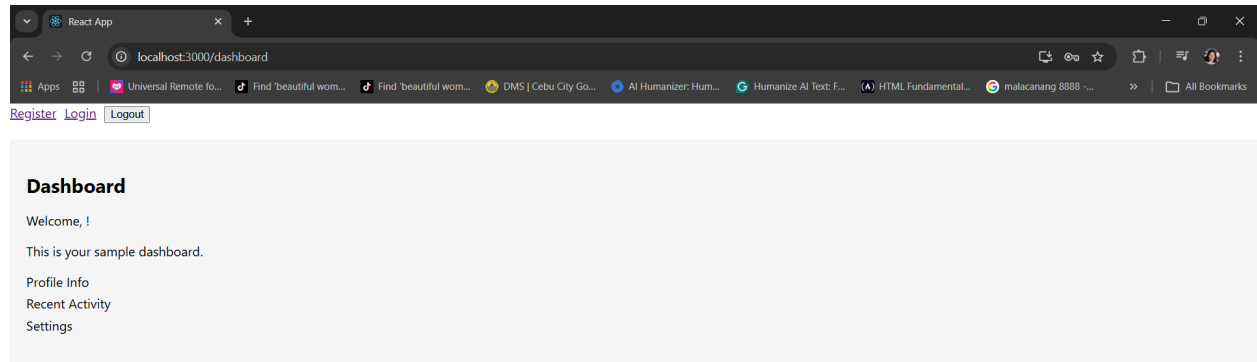 React App
localhost:3000/dashboard
Apps Universal Remote fo... Find 'beautiful wom... Find 'beautiful wom... DMS | Cebu City Go... AI Humanizer: Hum... Humanize AI Text: F... HTML Fundamental... malacanang 8888 -... » All Bookmarks
Register Login Logout
Dashboard
Welcome, !
This is your sample dashboard.
Profile Info
Recent Activity
Settings